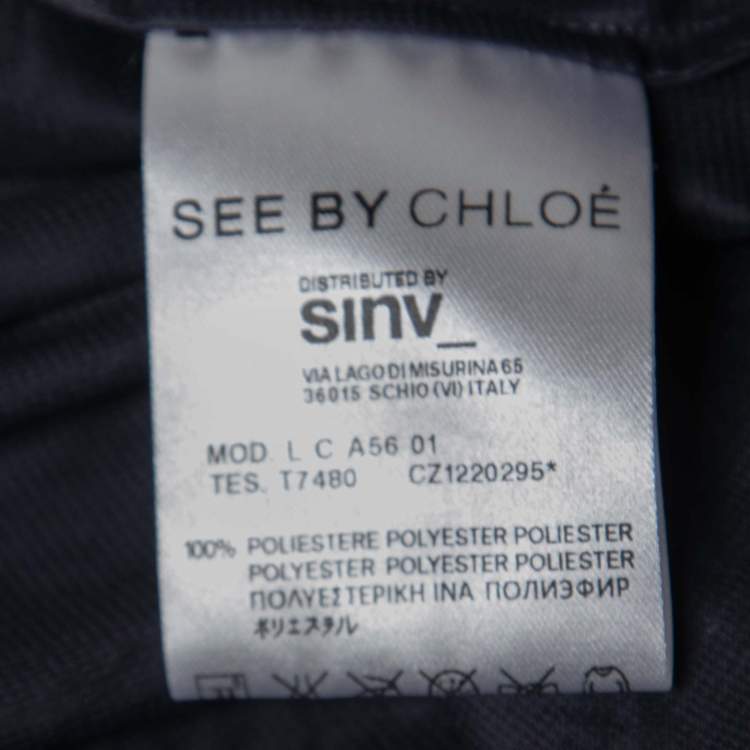 SEE BY CHLOÉ
DISTRIBUTED BY
sinv_
VIA LAGO DI MISURINA 65
36015 SCHIO (VI) ITALY
MOD. L C A56 01
TES. T7480 CZ1220295*
100% POLIESTERE POLYESTER POLIESTER
POLYESTER POLYESTER POLIESTER
ΠΟΛΥΕΣΤΕΡΙΚΗ ΙΝΑ ПОЛИЭФИР
ポリエステル